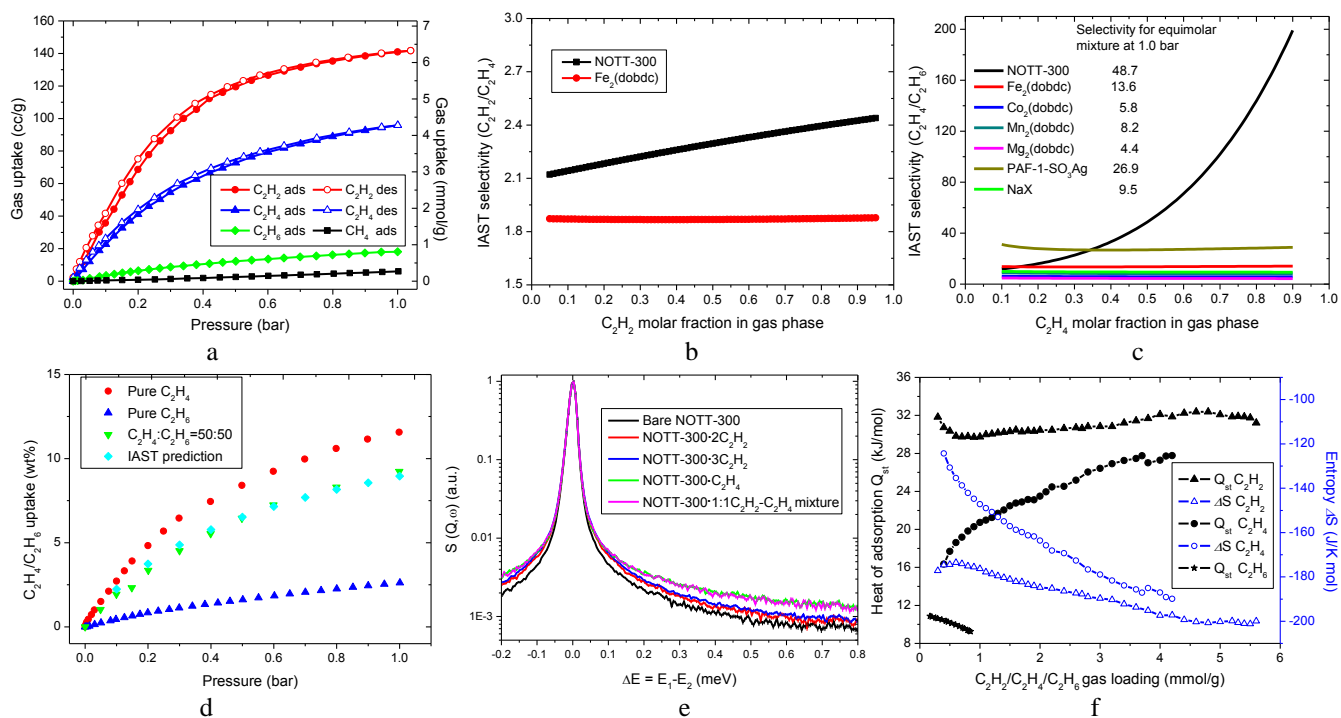 160
140
120
100
80
60
40
20
0
Gas uptake (cc/g)
7
6
5
4
3
2
1
0
Gas uptake (mmol/g)
C₂H₂ ads C₂H₂ des
C₂H₄ ads C₂H₄ des
C₂H₆ ads CH₄ ads
0.0 0.2 0.4 0.6 0.8 1.0
Pressure (bar)
a
3.0
2.7
2.4
2.1
1.8
1.5
IAST selectivity (C₂H₂/C₂H₄)
NOTT-300
Fe₂(dobdc)
0.0 0.1 0.2 0.3 0.4 0.5 0.6 0.7 0.8 0.9 1.0
C₂H₂ molar fraction in gas phase
b
200
160
120
80
40
0
IAST selectivity (C₂H₄/C₂H₆)
Selectivity for equimolar
mixture at 1.0 bar
NOTT-300 48.7
Fe₂(dobdc) 13.6
Co₂(dobdc) 5.8
Mn₂(dobdc) 8.2
Mg₂(dobdc) 4.4
PAF-1-SO₃Ag 26.9
NaX 9.5
0.0 0.1 0.2 0.3 0.4 0.5 0.6 0.7 0.8 0.9 1.0
C₂H₄ molar fraction in gas phase
c
15
10
5
0
C₂H₄/C₂H₆ uptake (wt%)
Pure C₂H₄
Pure C₂H₆
C₂H₄:C₂H₆=50:50
IAST prediction
0.0 0.2 0.4 0.6 0.8 1.0
Pressure (bar)
d
1
0.1
0.01
1E-3
S (Q,ω) (a.u.)
Bare NOTT-300
NOTT-300·2C₂H₂
NOTT-300·3C₂H₂
NOTT-300·C₂H₄
NOTT-300·1:1C₂H₂-C₂H₄ mixture
-0.2 -0.1 0.0 0.1 0.2 0.3 0.4 0.5 0.6 0.7 0.8
ΔE = E₁-E₂ (meV)
e
36
32
28
24
20
16
12
8
Heat of adsorption Qst (kJ/mol)
-100
-120
-140
-160
-180
-200
Entropy ΔS (J/K mol)
Qst C₂H₂
ΔS C₂H₂
Qst C₂H₄
ΔS C₂H₄
Qst C₂H₆
0 1 2 3 4 5 6
C₂H₂/C₂H₄/C₂H₆ gas loading (mmol/g)
f